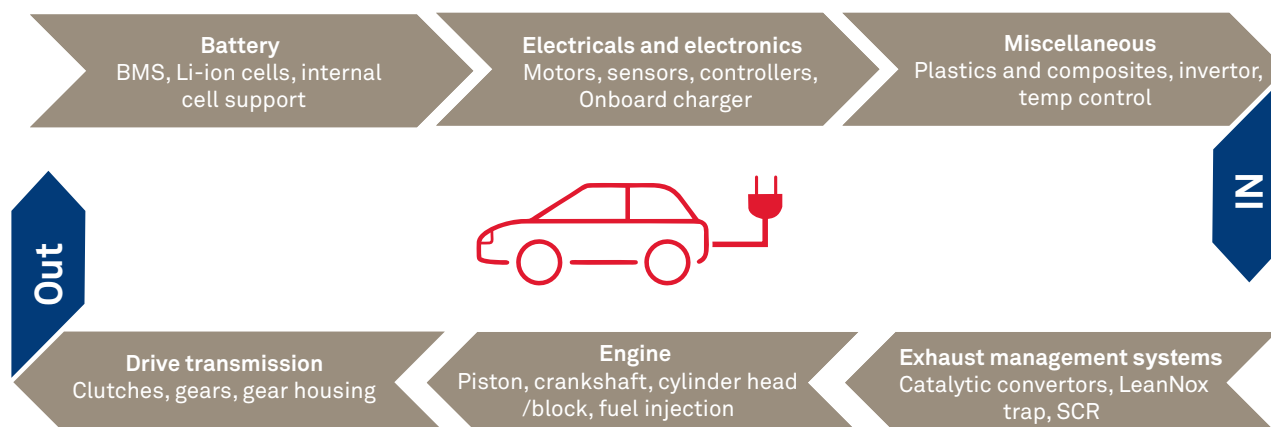 Battery
BMS, Li-ion cells, internal
cell support
Electricals and electronics
Motors, sensors, controllers,
Onboard charger
Miscellaneous
Plastics and composites, invertor,
temp control
IN
Out
Drive transmission
Clutches, gears, gear housing
Engine
Piston, crankshaft, cylinder head
/block, fuel injection
Exhaust management systems
Catalytic convertors, LeanNox
trap, SCR